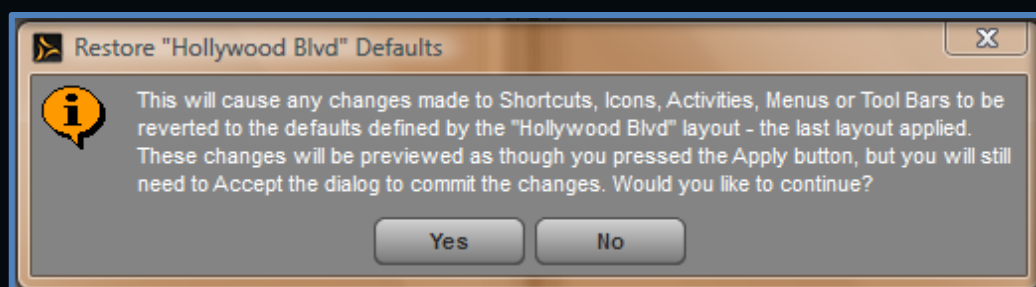 Restore "Hollywood Blvd" Defaults
This will cause any changes made to Shortcuts, Icons, Activities, Menus or Tool Bars to be
reverted to the defaults defined by the "Hollywood Blvd" layout - the last layout applied.
These changes will be previewed as though you pressed the Apply button, but you will still
need to Accept the dialog to commit the changes. Would you like to continue?
Yes No